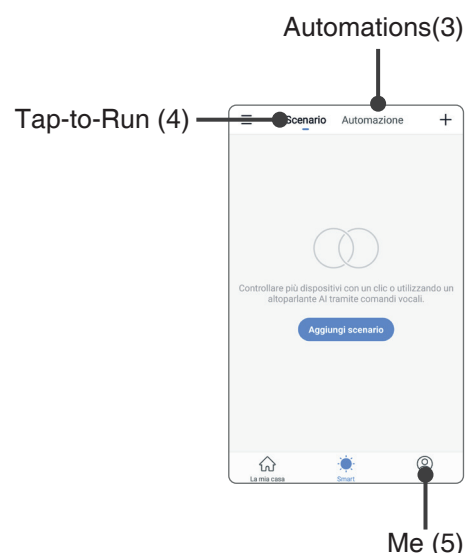 Automations(3)
Tap-to-Run (4)
Scenario Automazione +
Controllare più dispositivi con un clic o utilizzando un
altoparlante AI tramite comandi vocali.
Aggiungi scenario
La mia casa Smart
Me (5)